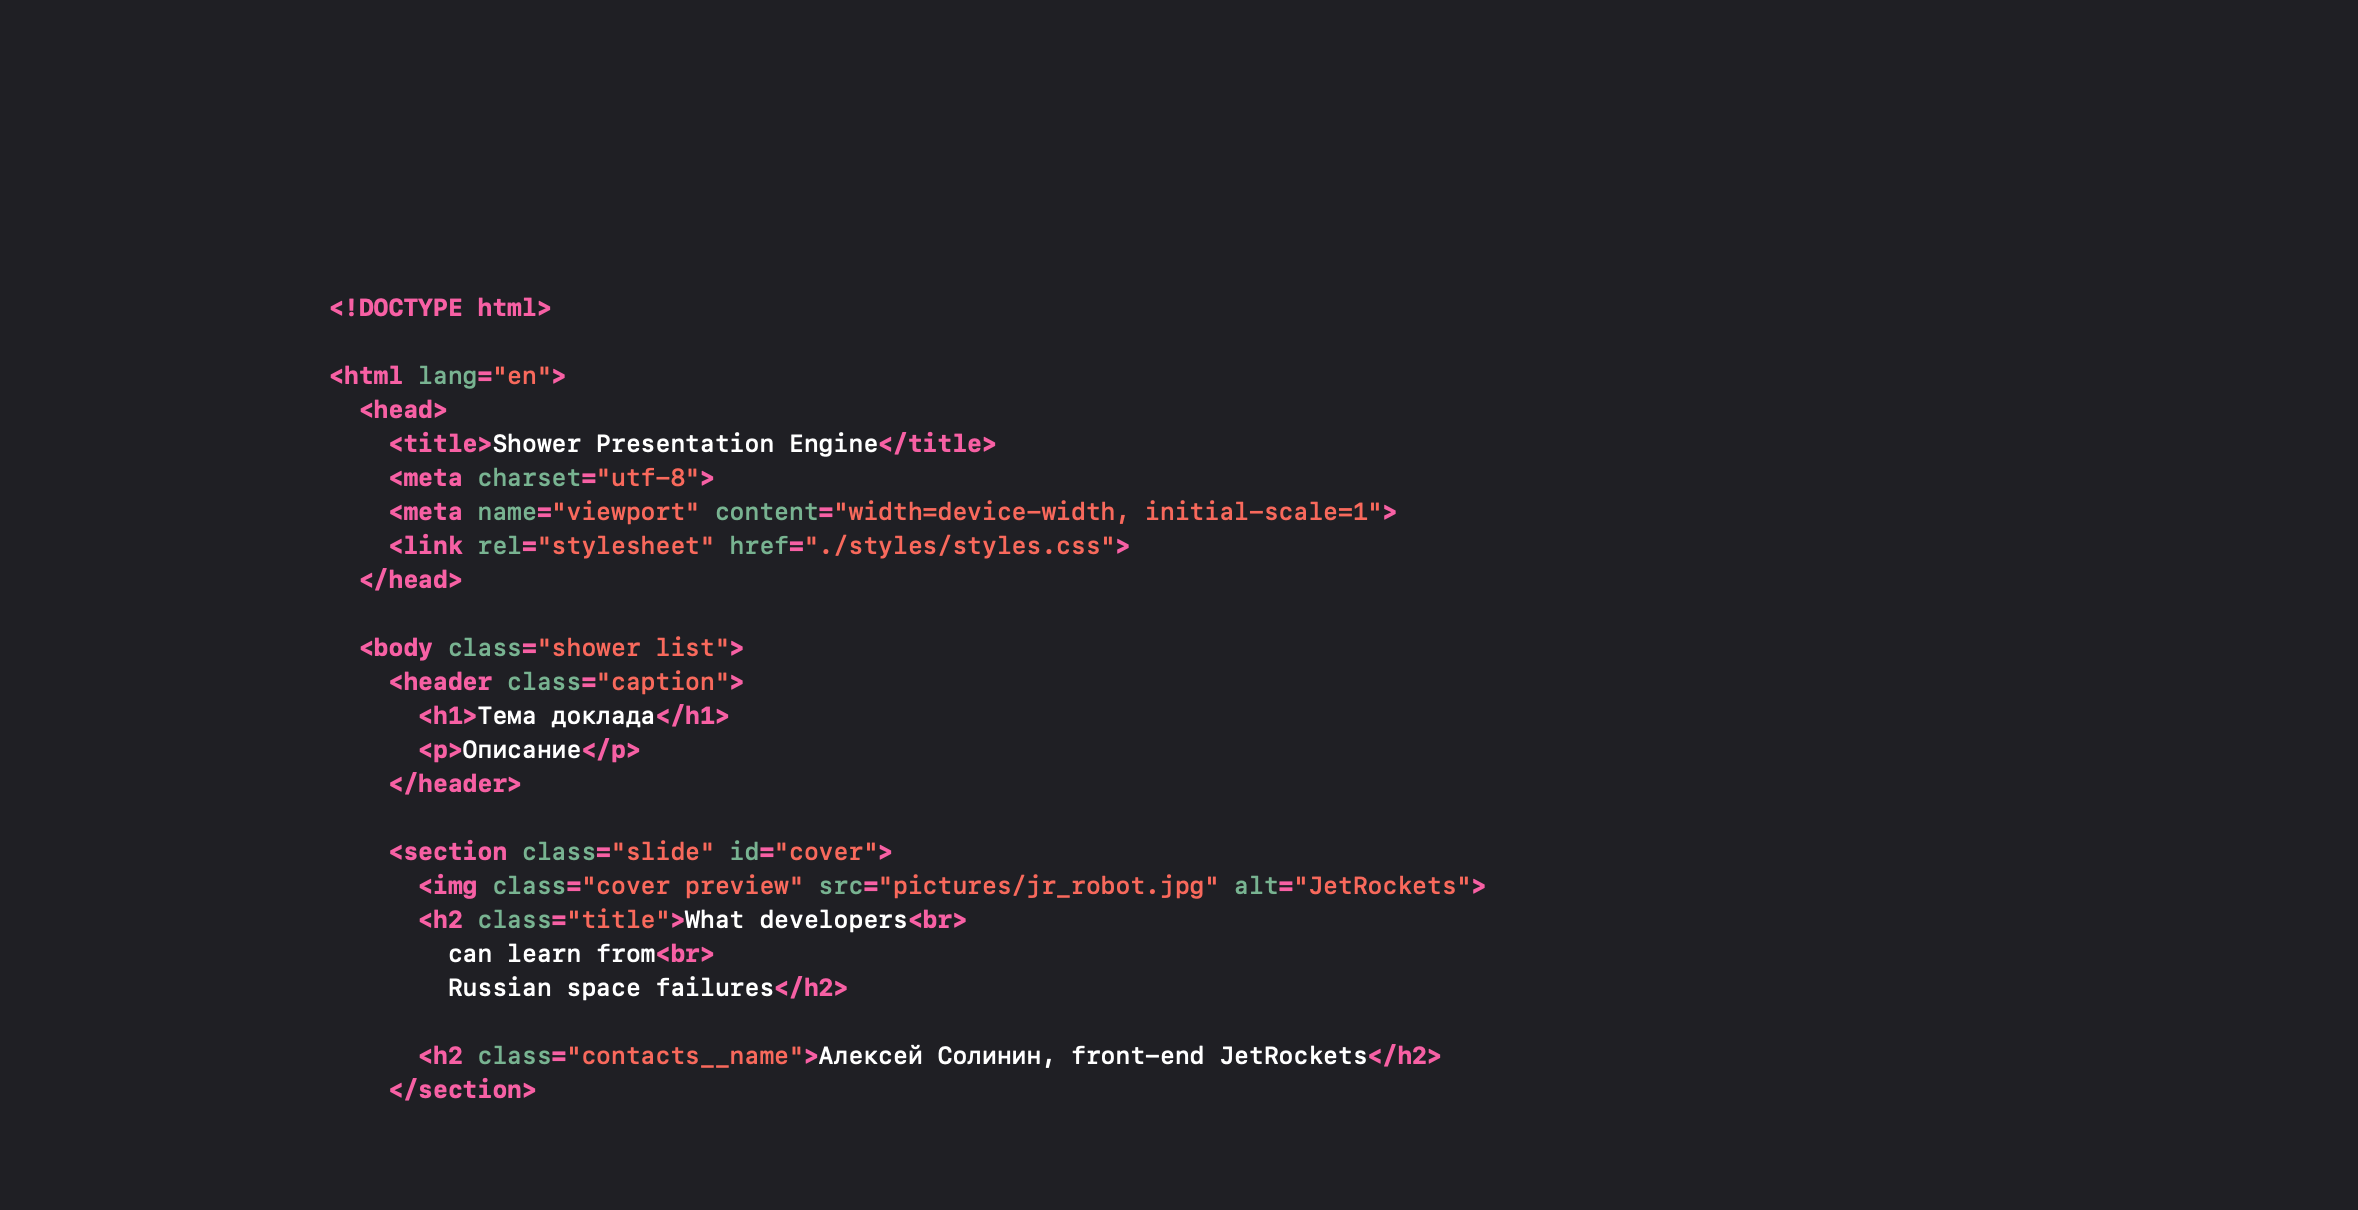 <!DOCTYPE html>
<html lang="en">
<head>
<title>Shower Presentation Engine</title>
<meta charset="utf-8">
<meta name="viewport" content="width=device-width, initial-scale=1">
<link rel="stylesheet" href="./styles/styles.css">
</head>
<body class="shower list">
<header class="caption">
<h1>Тема доклада</h1>
<p>Описание</p>
</header>
<section class="slide" id="cover">
<img class="cover preview" src="pictures/jr_robot.jpg" alt="JetRockets">
<h2 class="title">What developers<br>
can learn from<br>
Russian space failures</h2>
<h2 class="contacts__name">Алексей Солинин, front-end JetRockets</h2>
</section>